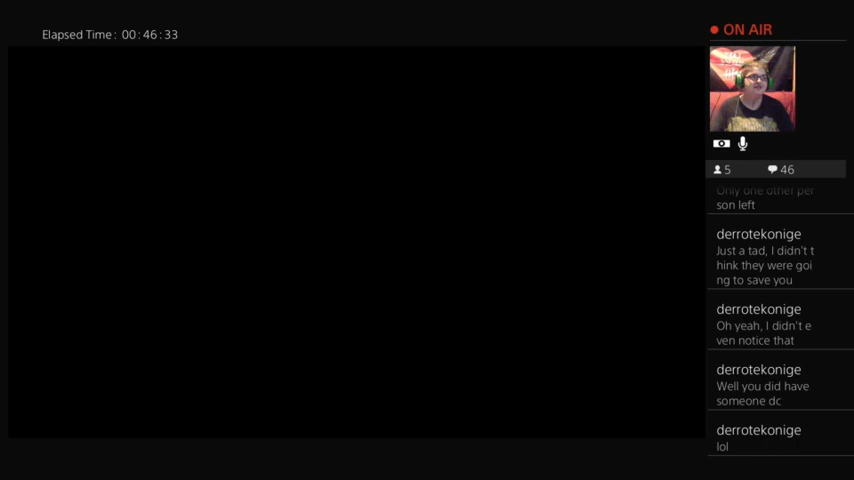 Elapsed Time: 00:46:33
ON AIR
5
46
Only one other per
son left
derrotekonige
Just a tad, I didn't t
hink they were goi
ng to save you
derrotekonige
Oh yeah, I didn't e
ven notice that
derrotekonige
Well you did have
someone dc
derrotekonige
lol